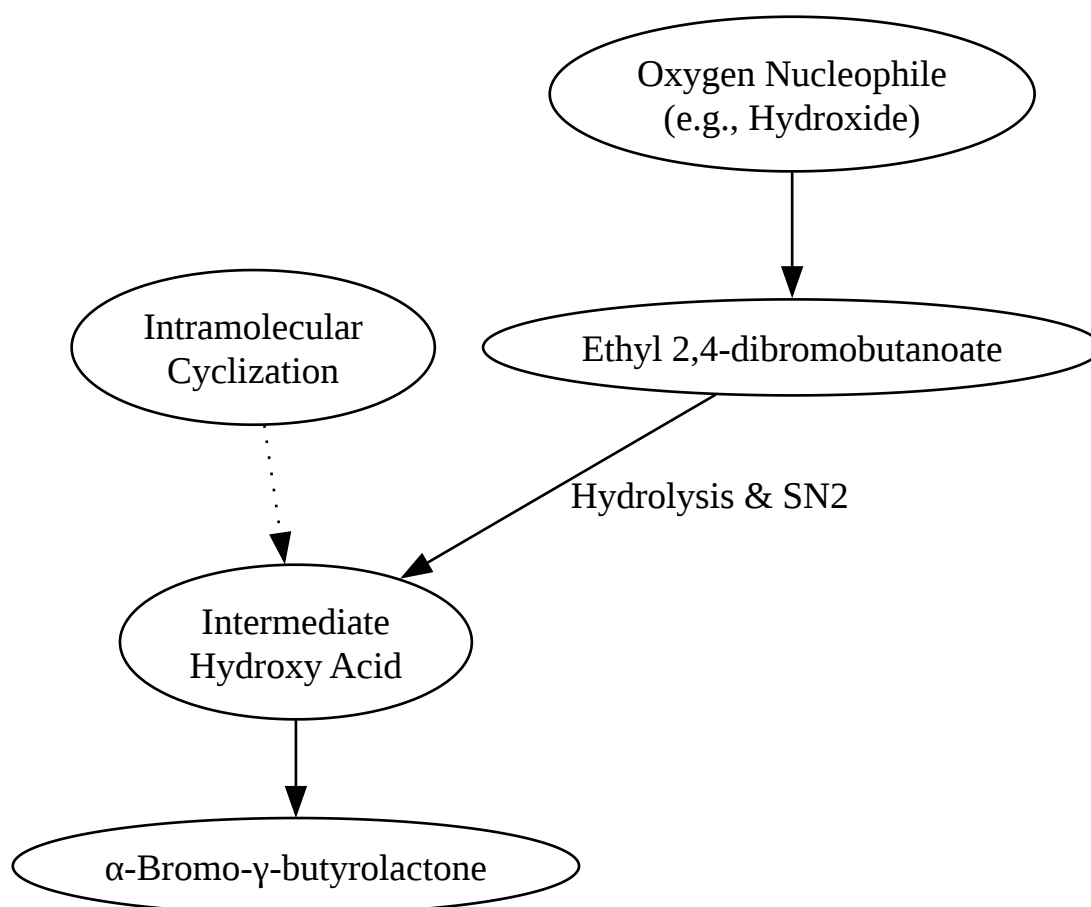 Oxygen Nucleophile
(e.g., Hydroxide)
Intramolecular
Cyclization
Ethyl 2,4-dibromobutanoate
Hydrolysis & SN2
Intermediate
Hydroxy Acid
α-Bromo-γ-butyrolactone